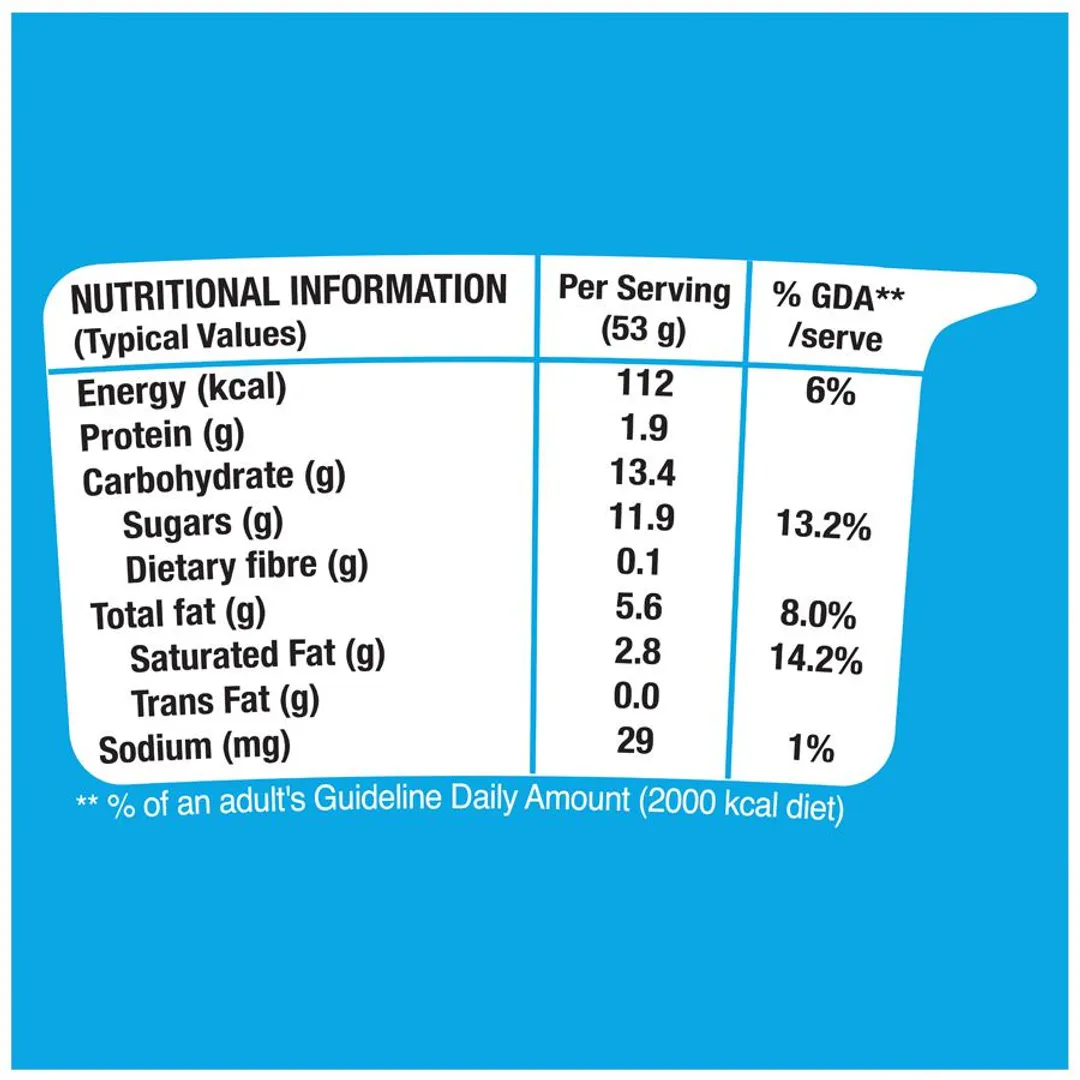 NUTRITIONAL INFORMATION (Typical Values) Per Serving (53 g) % GDA** /serve
Energy (kcal) 112 6%
Protein (g) 1.9
Carbohydrate (g) 13.4
Sugars (g) 11.9 13.2%
Dietary fibre (g) 0.1
Total fat (g) 5.6 8.0%
Saturated Fat (g) 2.8 14.2%
Trans Fat (g) 0.0
Sodium (mg) 29 1%
** % of an adult's Guideline Daily Amount (2000 kcal diet)